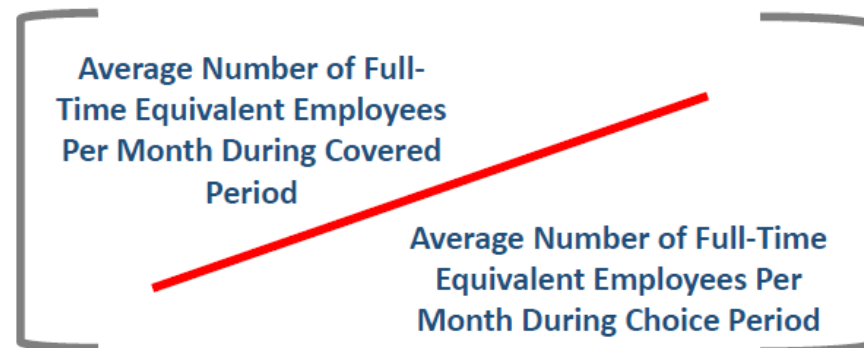 Average Number of Full-
Time Equivalent Employees
Per Month During Covered
Period
Average Number of Full-Time
Equivalent Employees Per
Month During Choice Period